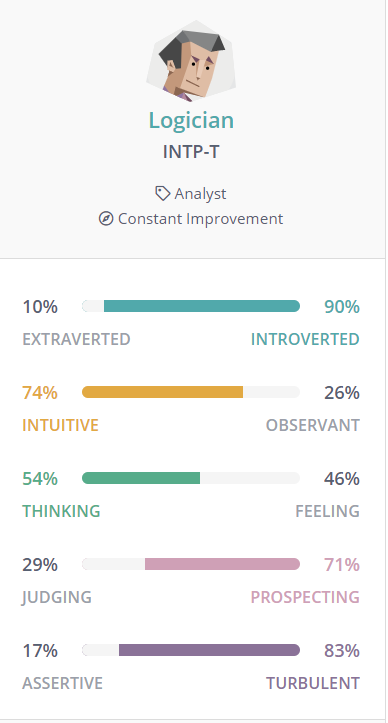 Logician
INTP-T
Analyst
Constant Improvement
10% 90%
EXTRAVERTED INTROVERTED
74% 26%
INTUITIVE OBSERVANT
54% 46%
THINKING FEELING
29% 71%
JUDGING PROSPECTING
17% 83%
ASSERTIVE TURBULENT